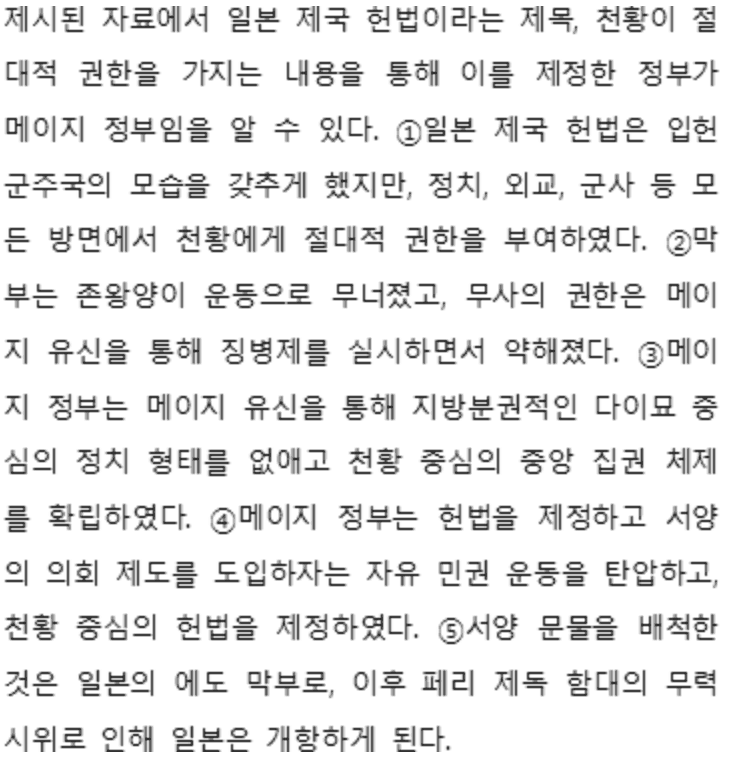 제시된 자료에서 일본 제국 헌법이라는 제목, 천황이 절
대적 권한을 가지는 내용을 통해 이를 제정한 정부가
메이지 정부임을 알 수 있다. ①일본 제국 헌법은 입헌
군주국의 모습을 갖추게 했지만, 정치, 외교, 군사 등 모
든 방면에서 천황에게 절대적 권한을 부여하였다. ②막
부는 존왕양이 운동으로 무너졌고, 무사의 권한은 메이
지 유신을 통해 징병제를 실시하면서 약해졌다. ③메이
지 정부는 메이지 유신을 통해 지방분권적인 다이묘 중
심의 정치 형태를 없애고 천황 중심의 중앙 집권 체제
를 확립하였다. ④메이지 정부는 헌법을 제정하고 서양
의 의회 제도를 도입하자는 자유 민권 운동을 탄압하고,
천황 중심의 헌법을 제정하였다. ⑤서양 문물을 배척한
것은 일본의 에도 막부로, 이후 페리 제독 함대의 무력
시위로 인해 일본은 개항하게 된다.